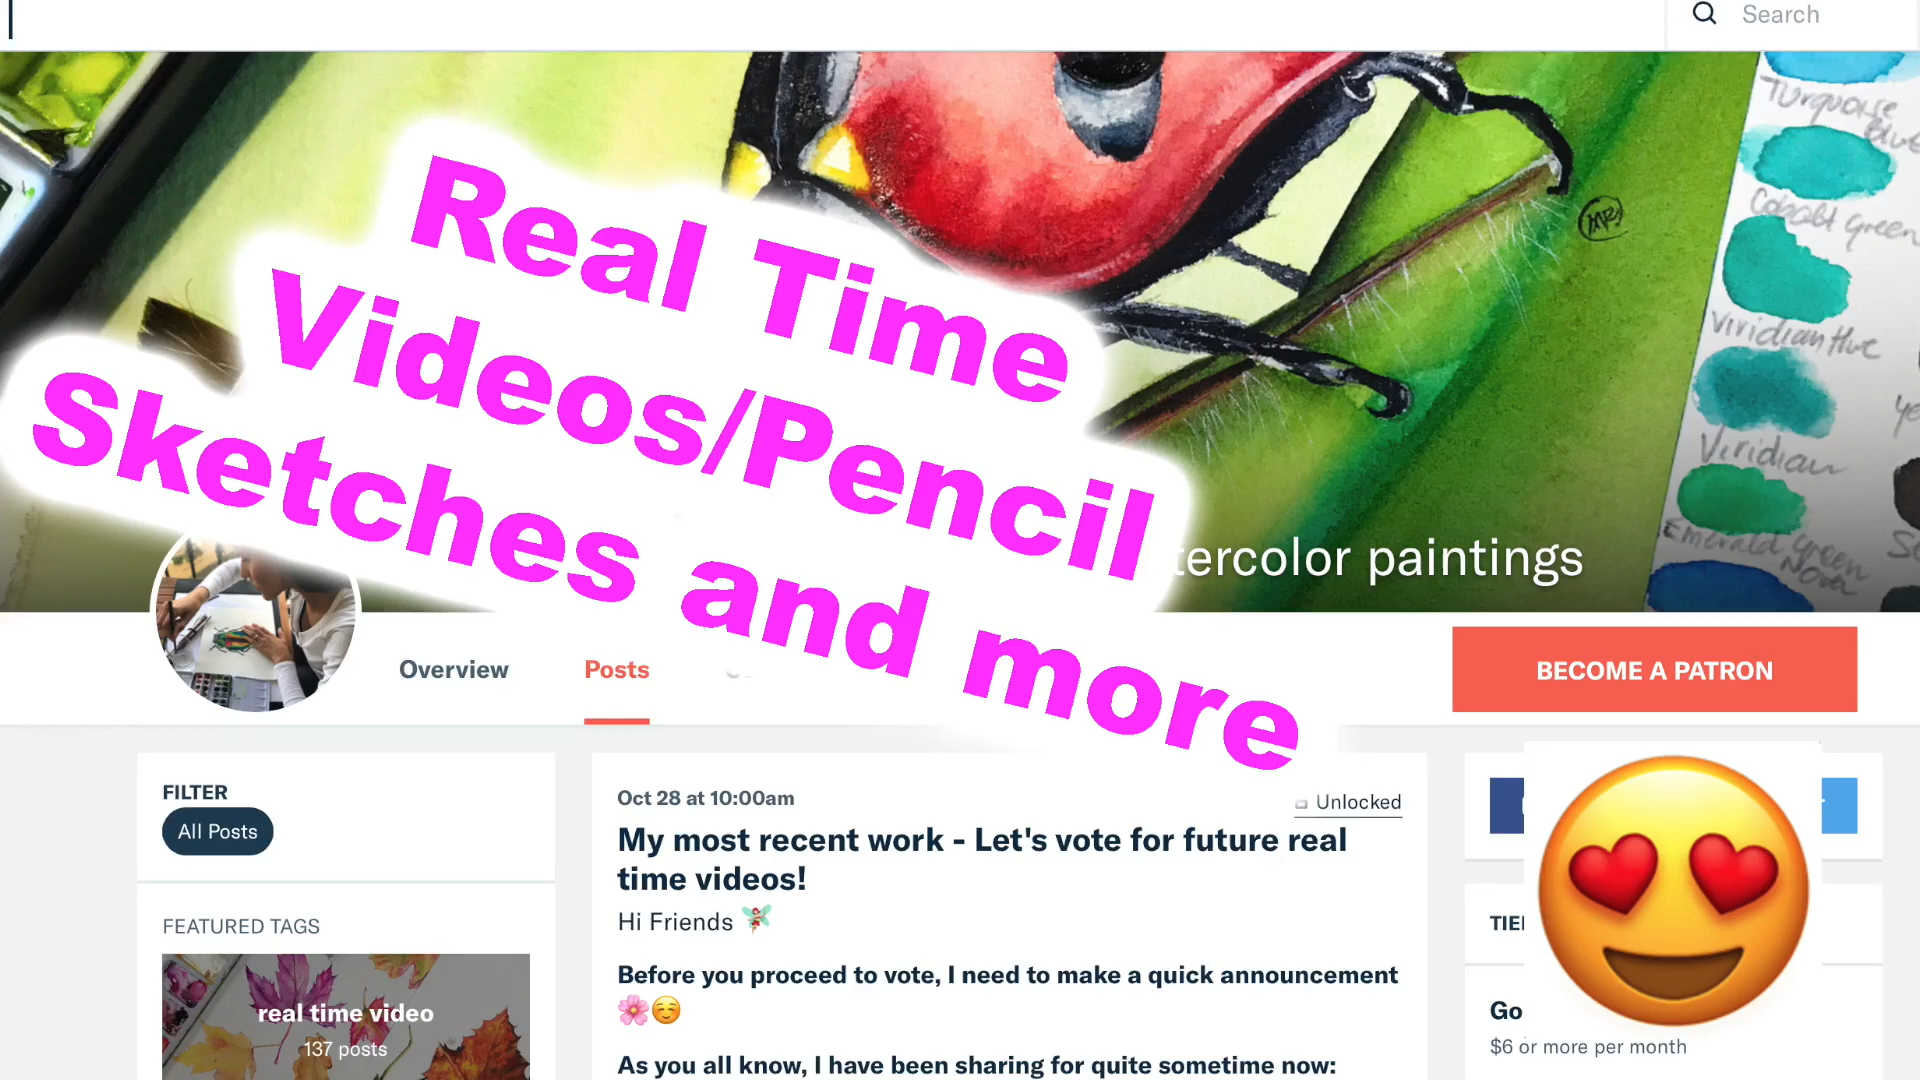 Search
Turquoise
blue
Cobalt Green
Viridian Hue
Viridian
Emerald Green
Nova
MP
Real Time
Videos/Pencil
Sketches and more
tercolor paintings
Overview
Posts
BECOME A PATRON
FILTER
All Posts
FEATURED TAGS
real time video
137 posts
Oct 28 at 10:00am
Unlocked
My most recent work - Let's vote for future real
time videos!
Hi Friends 🧚
Before you proceed to vote, I need to make a quick announcement
🌸☺️
As you all know, I have been sharing for quite sometime now:
TIE
Go
$6 or more per month